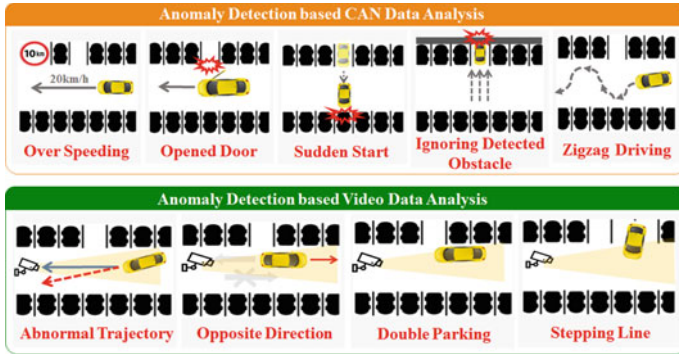 Anomaly Detection based CAN Data Analysis
10km
20km/h
Over Speeding
Opened Door
Sudden Start
Ignoring Detected
Obstacle
Zigzag Driving
Anomaly Detection based Video Data Analysis
Abnormal Trajectory
Opposite Direction
Double Parking
Stepping Line